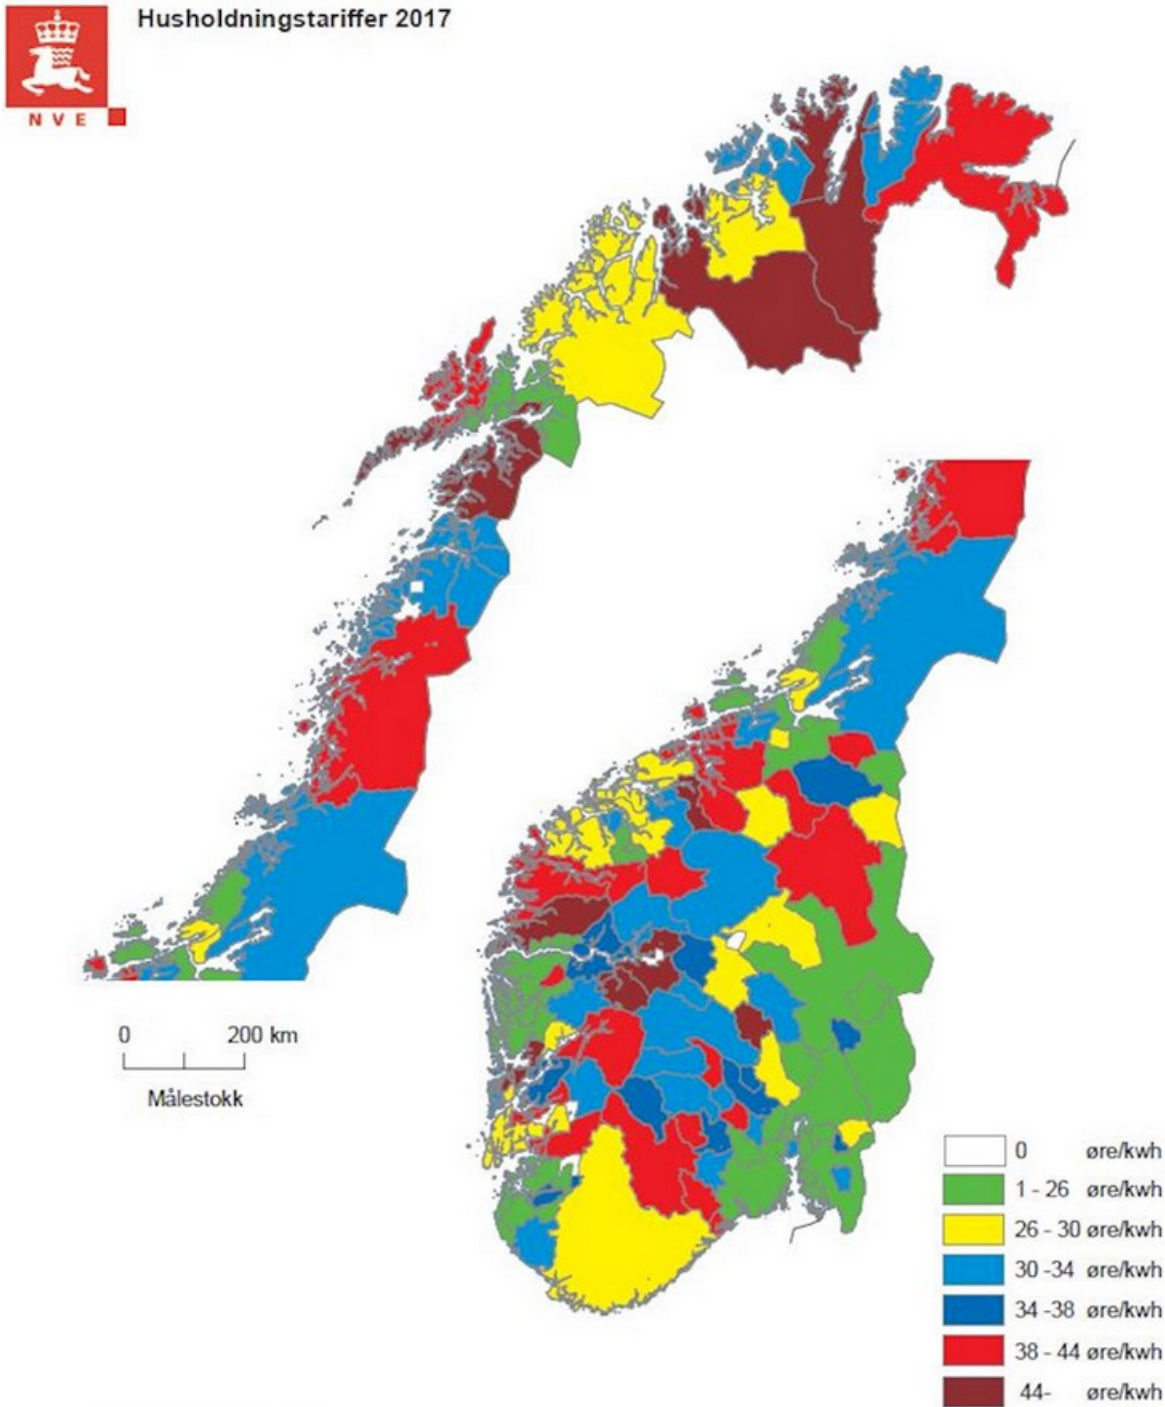 Husholdningstariffer 2017
NVE
0 200 km
Målestokk
0 øre/kwh
1 - 26 øre/kwh
26 - 30 øre/kwh
30 -34 øre/kwh
34 -38 øre/kwh
38 - 44 øre/kwh
44- øre/kwh